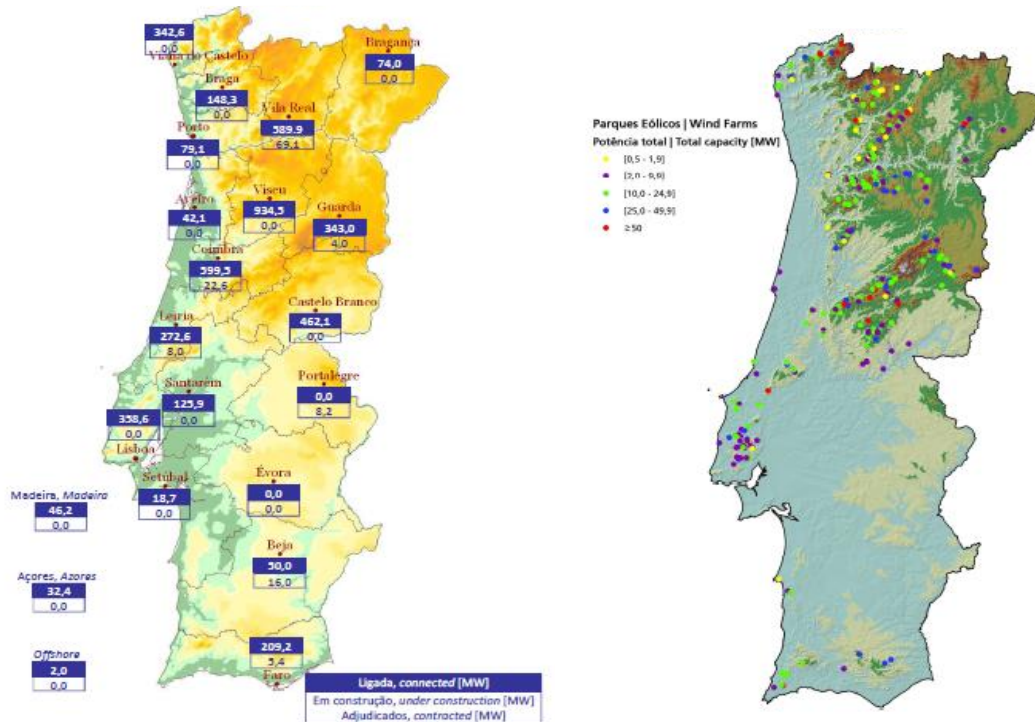 342,6
0,0
Viana do Castelo
Bragança
74,0
0,0
Braga
148,3
0,0
Vila Real
589,9
69,1
Porto
79,1
0,0
Aveiro
42,1
0,0
Viseu
934,5
0,0
Guarda
343,0
4,0
Coimbra
599,5
22,6
Castelo Branco
462,1
0,0
Leiria
272,6
8,0
Santarém
125,9
0,0
Portalegre
0,0
8,2
358,6
0,0
Lisboa
Setúbal
18,7
0,0
Évora
0,0
0,0
Madeira, Madeira
46,2
0,0
Beja
50,0
16,0
Açores, Azores
32,4
0,0
Offshore
2,0
0,0
209,2
3,4
Faro
Ligada, connected [MW]
Em construção, under construction [MW]
Adjudicados, contracted [MW]
Parques Eólicos | Wind Farms
Potência total | Total capacity [MW]
[0,5 - 1,9]
[2,0 - 9,9]
[10,0 - 24,9]
[25,0 - 49,9]
≥50